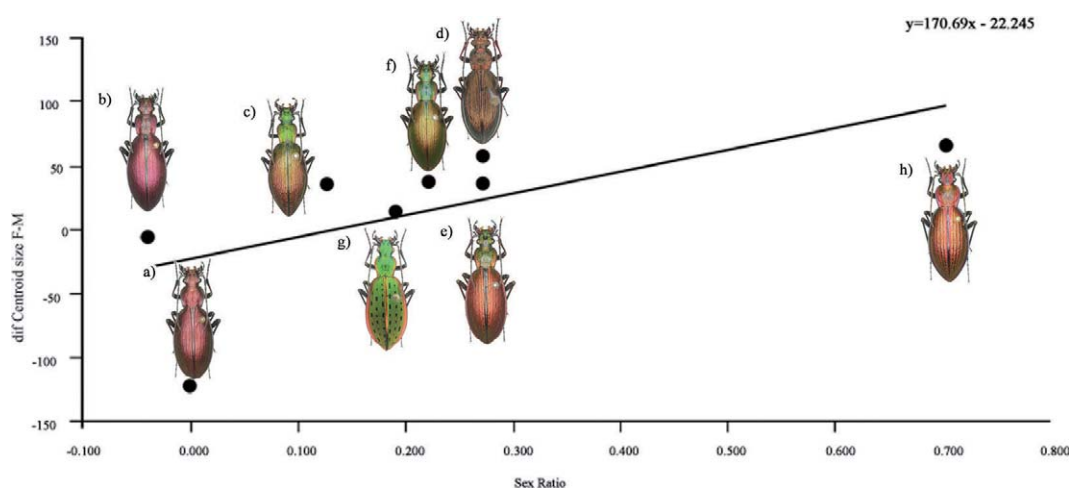 y=170.69x - 22.245
150
100
50
0
-50
-100
-150
dif Centroid size F-M
a)
b)
c)
d)
e)
f)
g)
h)
-0.100
0.000
0.100
0.200
0.300
0.400
0.500
0.600
0.700
0.800
Sex Ratio